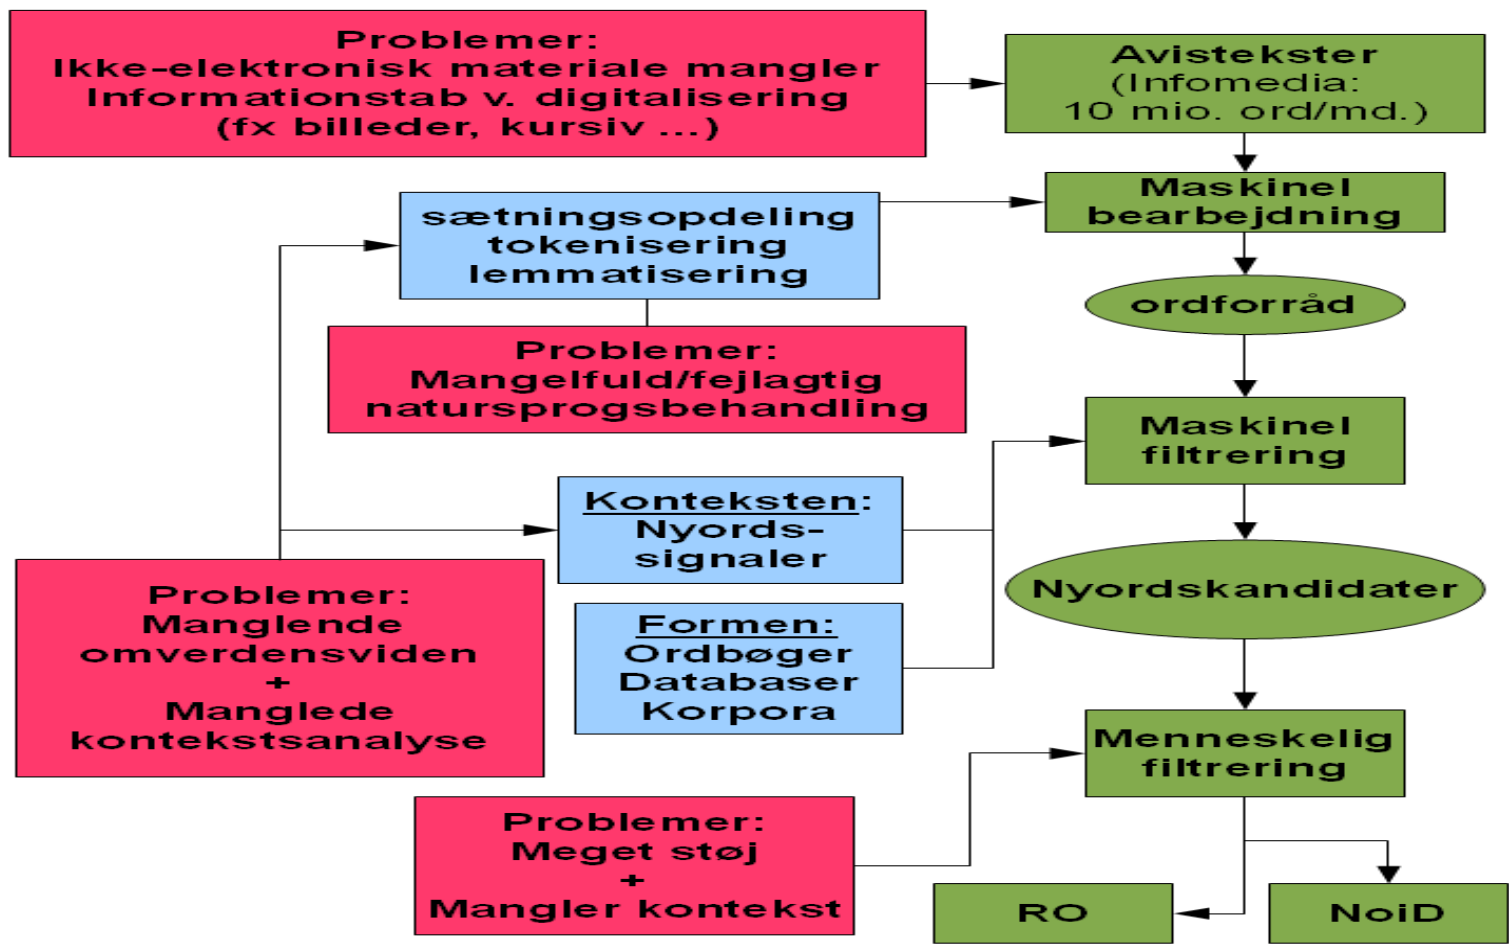 Problemer:
Ikke-elektronisk materiale mangler
Informationstab v. digitalisering
(fx billeder, kursiv ...)
Avistekster
(Infomedia:
10 mio. ord/md.)
sætningsopdeling
tokenisering
lemmatisering
Maskinel
bearbejdning
ordforråd
Problemer:
Mangelfuld/fejlagtig
natursprogsbehandling
Maskinel
filtrering
Konteksten:
Nyords-
signaler
Nyordskandidater
Problemer:
Manglende
omverdensviden
+
Manglede
kontekstsanalyse
Formen:
Ordbøger
Databaser
Korpora
Menneskelig
filtrering
Problemer:
Meget støj
+
Mangler kontekst
RO
NoiD